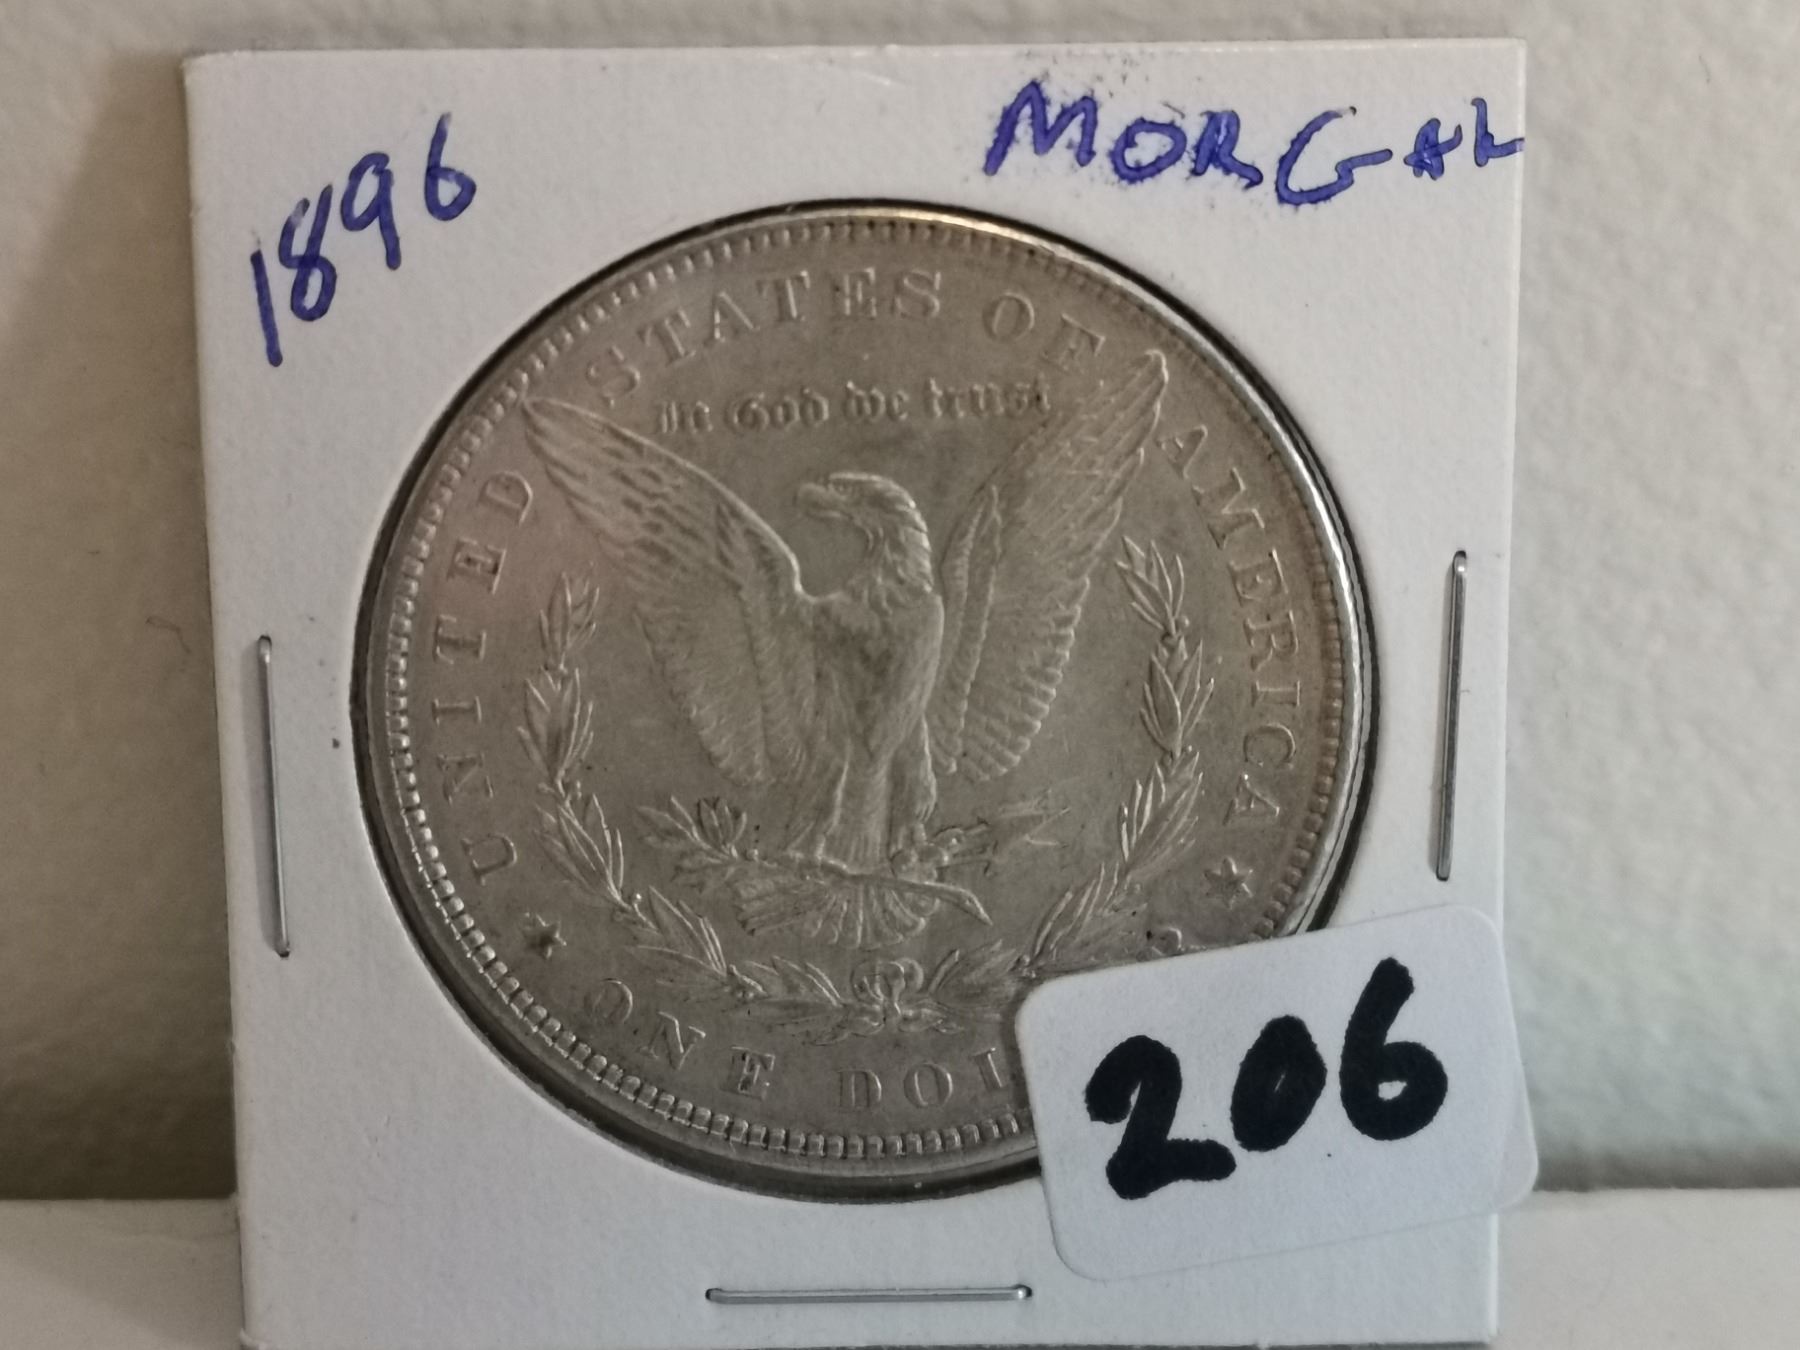 1896
MORGAN
UNITED STATES OF AMERICA
In God we trust
ONE DOL
206